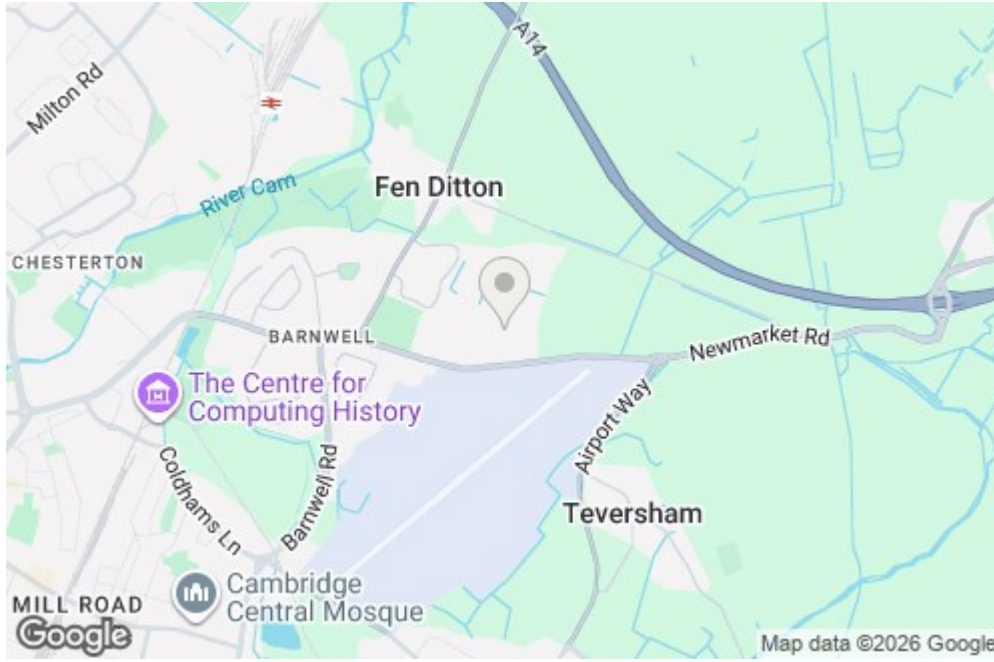 A14
Milton Rd
River Cam
Fen Ditton
CHESTERTON
BARNWELL
Newmarket Rd
The Centre for
Computing History
Airport Way
Coldhams Ln
Barnwell Rd
Teversham
Cambridge
Central Mosque
MILL ROAD
Google
Map data ©2026 Google